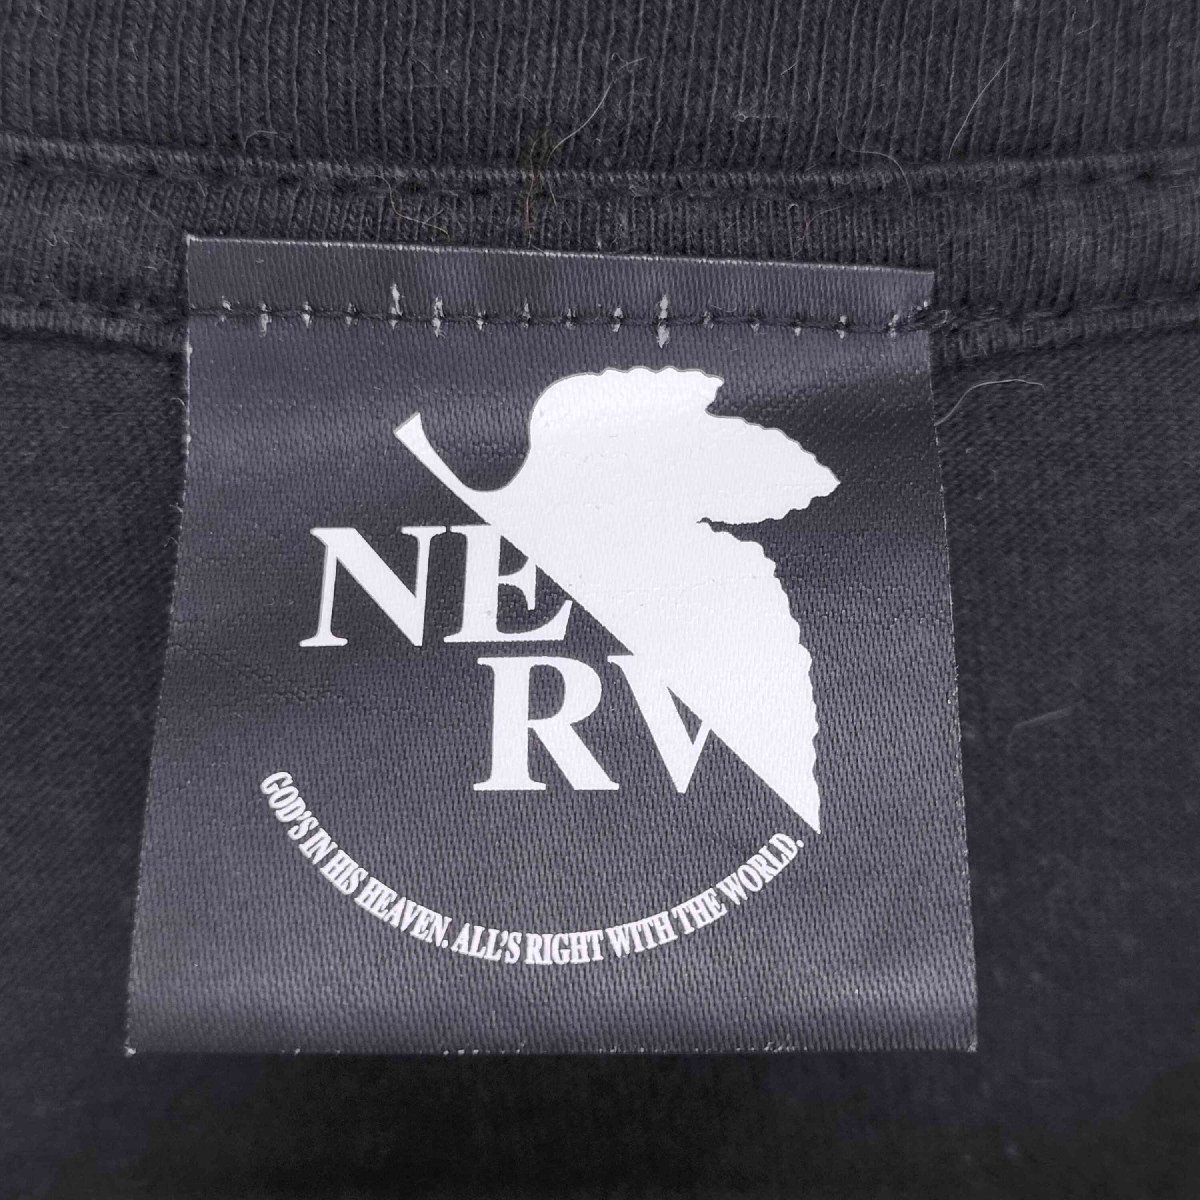 NE
RV
GOD'S IN HIS HEAVEN. ALL'S RIGHT WITH THE WORLD.